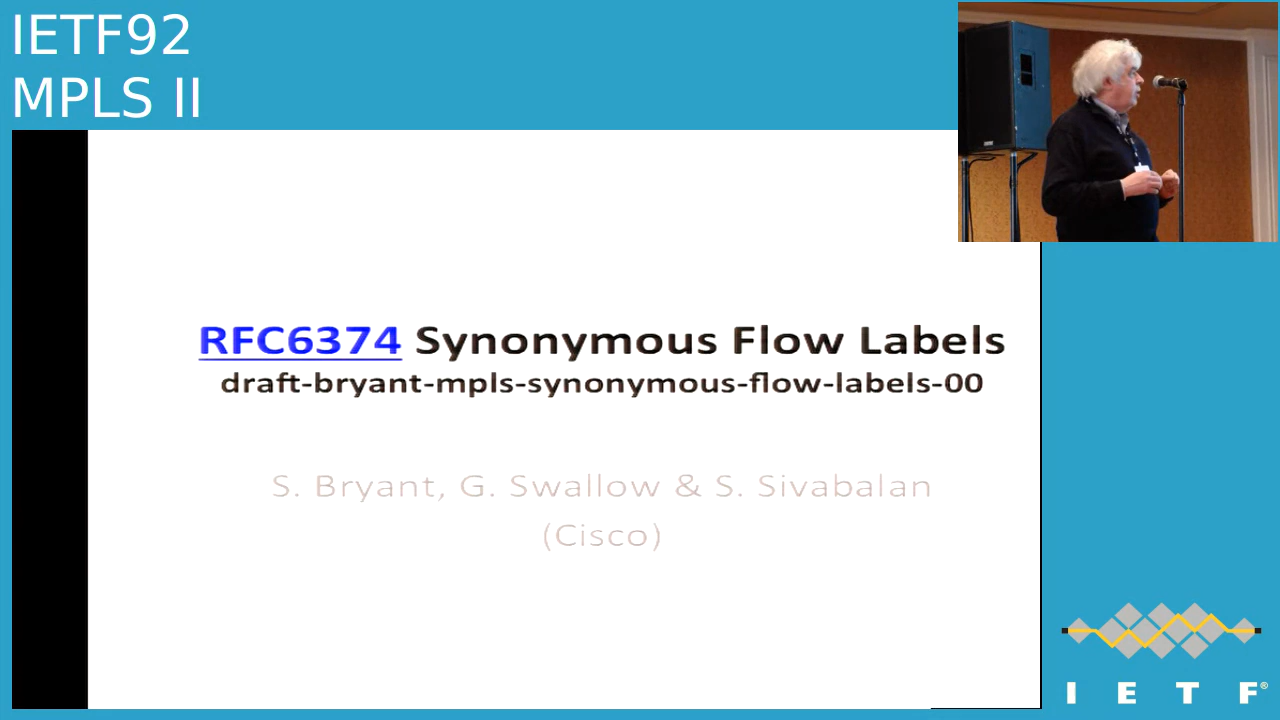 IETF92
MPLS II
RFC6374 Synonymous Flow Labels
draft-bryant-mpls-synonymous-flow-labels-00
S. Bryant, G. Swallow & S. Sivabalan
(Cisco)
I E T F®